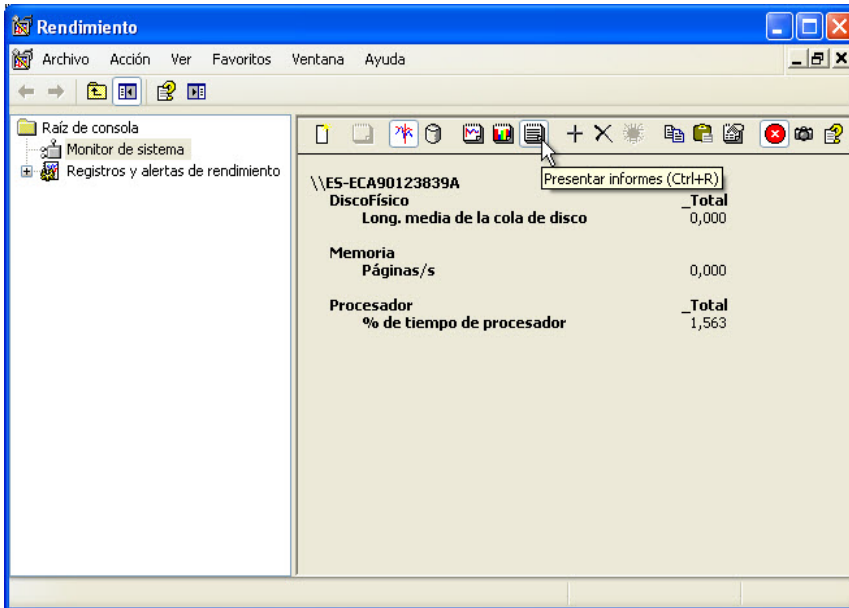 Rendimiento
Archivo Acción Ver Favoritos Ventana Ayuda
Raíz de consola
Monitor de sistema
Registros y alertas de rendimiento
Presentar informes (Ctrl+R)
\\ES-ECA90123839A
DiscoFísico _Total
Long. media de la cola de disco 0,000
Memoria
Páginas/s 0,000
Procesador _Total
% de tiempo de procesador 1,563